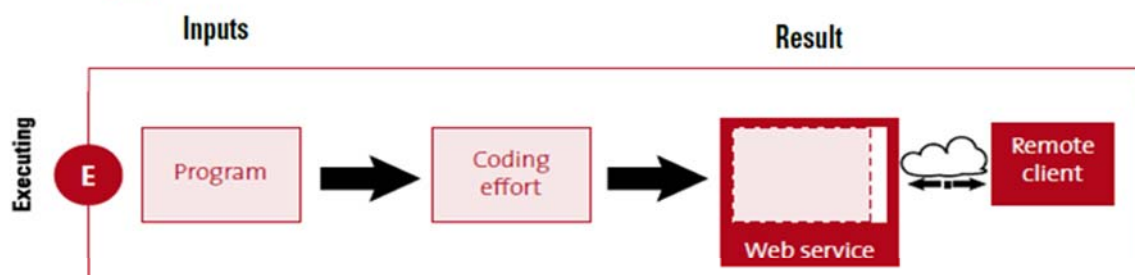 Inputs
Result
Executing
E
Program
Coding
effort
Web service
Remote
client